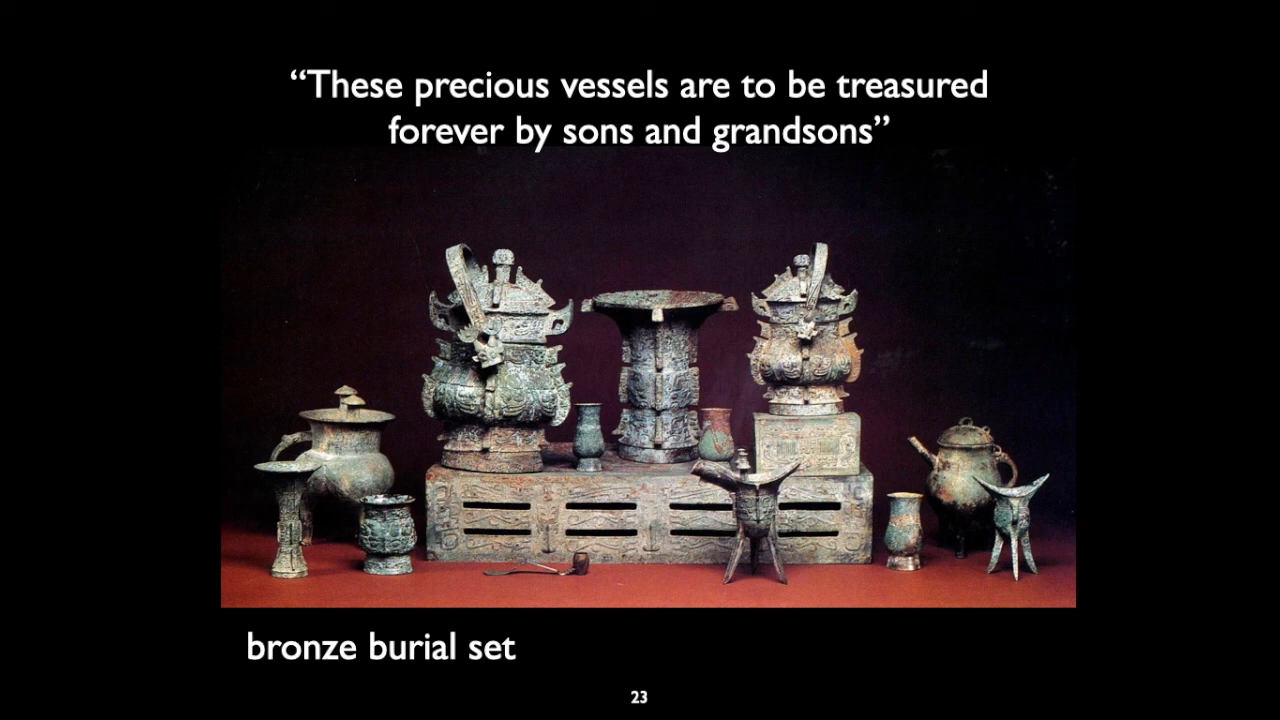 “These precious vessels are to be treasured
forever by sons and grandsons”
bronze burial set
23